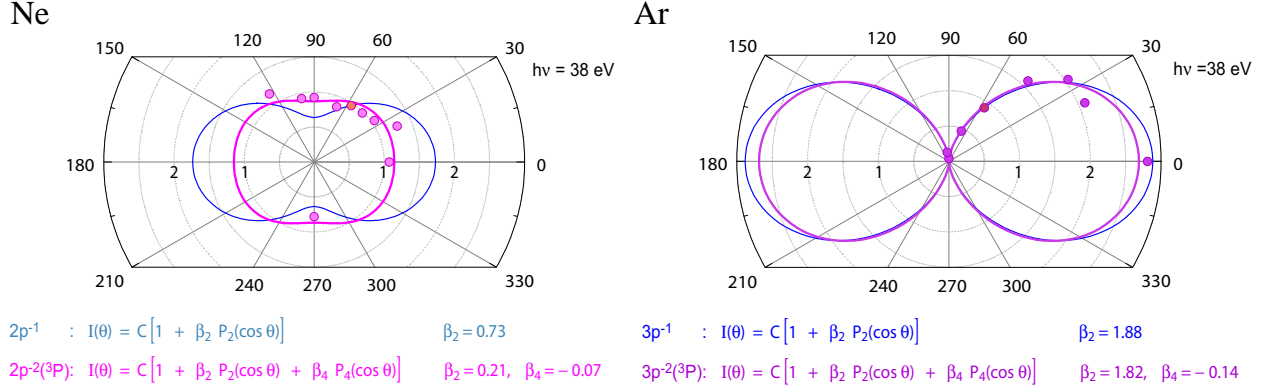 Ne
Ar
120 90 60
150 30
hν = 38 eV
180 2 1 1 2 0
210 330
240 270 300
120 90 60
150 30
hν =38 eV
180 2 1 1 2 0
210 330
240 270 300
2p-1 : I(θ) = C[1 + β2 P2(cos θ)] β2 = 0.73
2p-2(3P): I(θ) = C[1 + β2 P2(cos θ) + β4 P4(cos θ)] β2 = 0.21, β4 = − 0.07
3p-1 : I(θ) = C[1 + β2 P2(cos θ)] β2 = 1.88
3p-2(3P): I(θ) = C[1 + β2 P2(cos θ) + β4 P4(cos θ)] β2 = 1.82, β4 = − 0.14